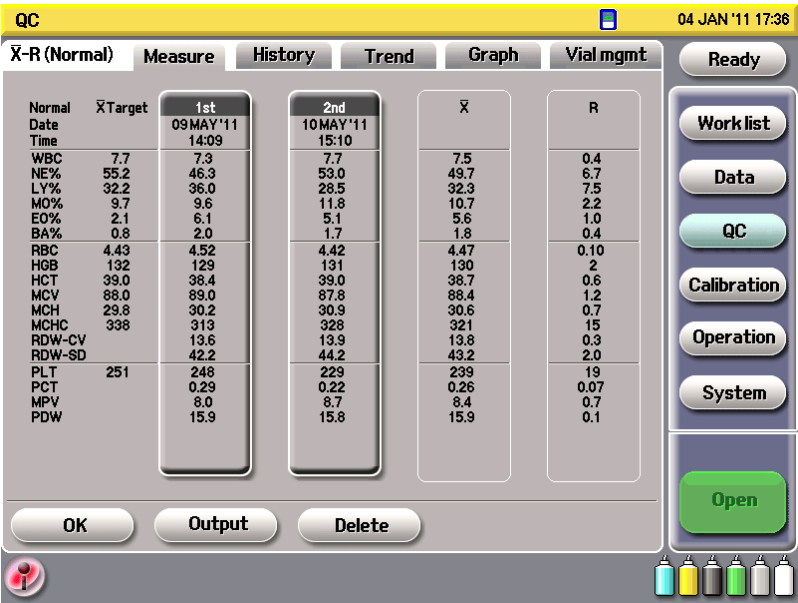 QC 04 JAN '11 17:36
X̅-R (Normal) Measure History Trend Graph Vial mgmt Ready
Normal X̅Target 1st 2nd X̅ R
Date 09 MAY '11 10 MAY '11
Time 14:09 15:10
WBC 7.7 7.3 7.7 7.5 0.4
NE% 55.2 46.3 53.0 49.7 6.7
LY% 32.2 36.0 28.5 32.3 7.5
MO% 9.7 9.6 11.8 10.7 2.2
EO% 2.1 6.1 5.1 5.6 1.0
BA% 0.8 2.0 1.7 1.8 0.4
RBC 4.43 4.52 4.42 4.47 0.10
HGB 132 129 131 130 2
HCT 39.0 38.4 39.0 38.7 0.6
MCV 88.0 89.0 87.8 88.4 1.2
MCH 29.8 30.2 30.9 30.6 0.7
MCHC 338 313 328 321 15
RDW-CV 13.6 13.9 13.8 0.3
RDW-SD 42.2 44.2 43.2 2.0
PLT 251 248 229 239 19
PCT 0.29 0.22 0.26 0.07
MPV 8.0 8.7 8.4 0.7
PDW 15.9 15.8 15.9 0.1
OK Output Delete
Work list
Data
QC
Calibration
Operation
System
Open